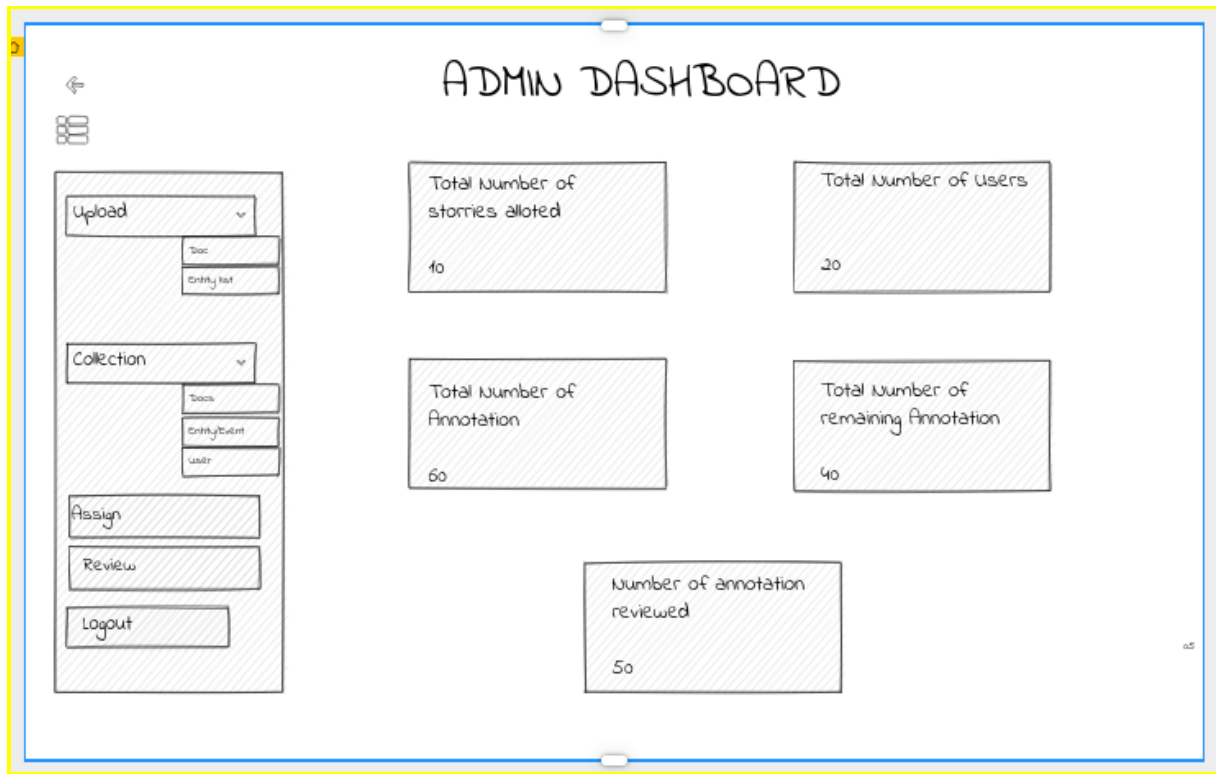 ADMIN DASHBOARD
Upload
Doc
Entity list
Collection
Docs
Entity/Event
User
Assign
Review
Logout
Total Number of
storries alloted
10
Total Number of Users
20
Total Number of
Annotation
60
Total Number of
remaining Annotation
40
Number of annotation
reviewed
50